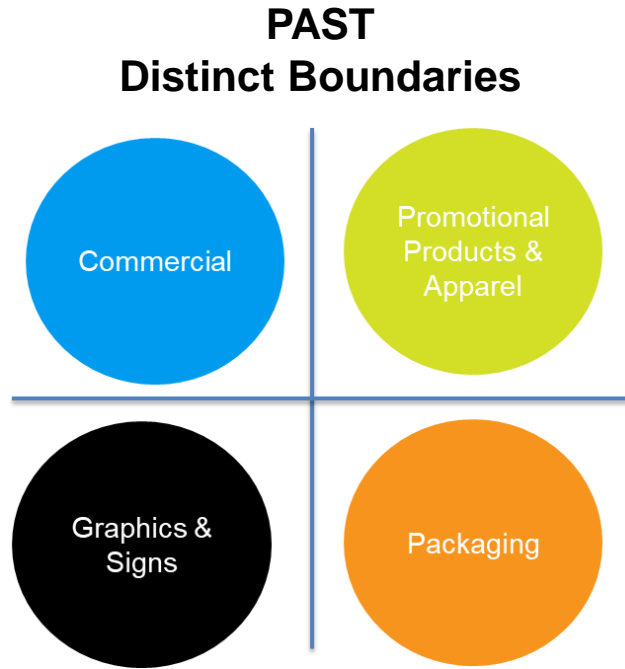 PAST
Distinct Boundaries
Commercial
Promotional
Products &
Apparel
Graphics &
Signs
Packaging